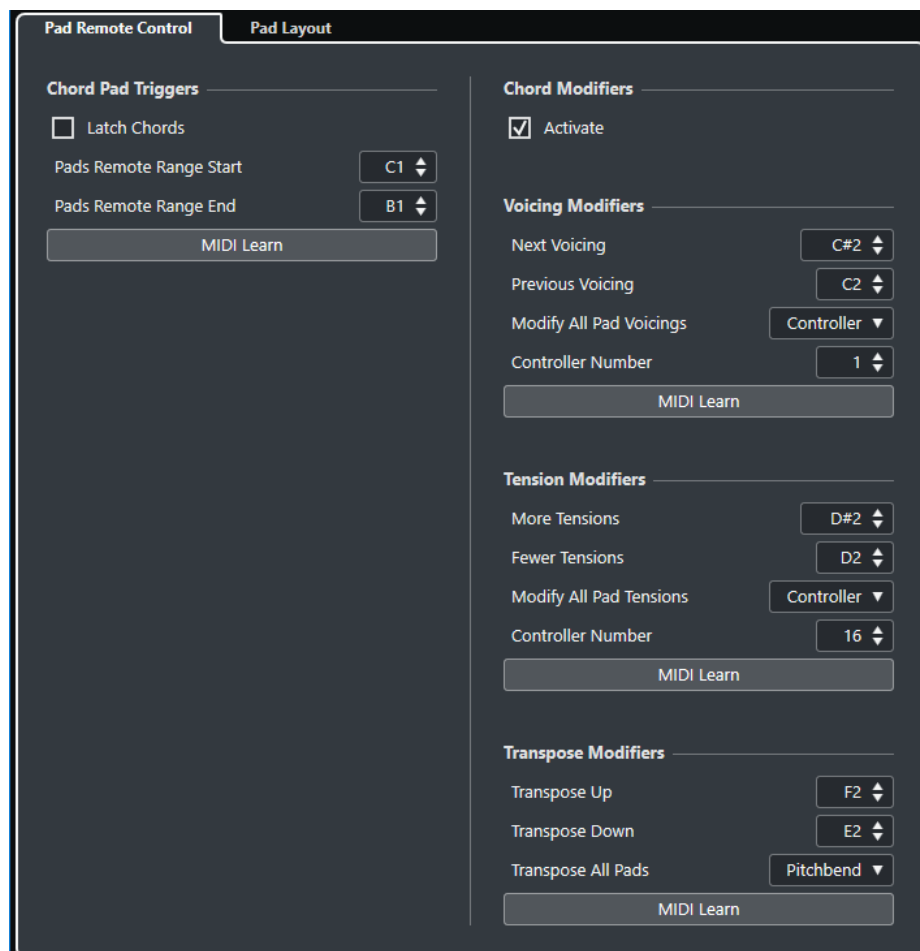 Pad Remote Control
Pad Layout
Chord Pad Triggers
Latch Chords
Pads Remote Range Start C1
Pads Remote Range End B1
MIDI Learn
Chord Modifiers
Activate
Voicing Modifiers
Next Voicing C#2
Previous Voicing C2
Modify All Pad Voicings Controller
Controller Number 1
MIDI Learn
Tension Modifiers
More Tensions D#2
Fewer Tensions D2
Modify All Pad Tensions Controller
Controller Number 16
MIDI Learn
Transpose Modifiers
Transpose Up F2
Transpose Down E2
Transpose All Pads Pitchbend
MIDI Learn